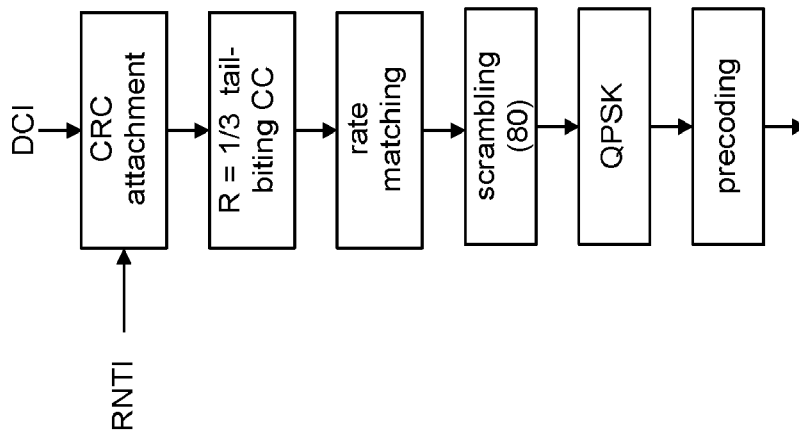 DCI
CRC
attachment
R = 1/3 tail-
biting CC
rate
matching
scrambling
(80)
QPSK
precoding
RNTI